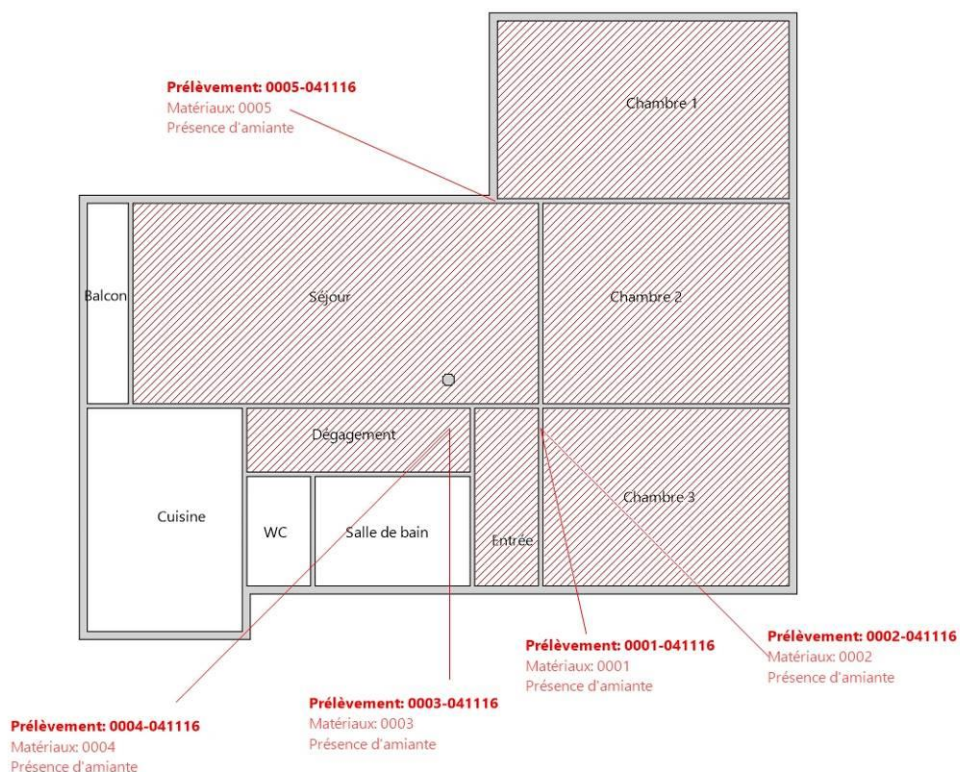 Prélèvement: 0005-041116
Matériaux: 0005
Présence d'amiante
Chambre 1
Balcon
Séjour
Chambre 2
Dégagement
Cuisine
WC
Salle de bain
Entrée
Chambre 3
Prélèvement: 0001-041116
Matériaux: 0001
Présence d'amiante
Prélèvement: 0002-041116
Matériaux: 0002
Présence d'amiante
Prélèvement: 0003-041116
Matériaux: 0003
Présence d'amiante
Prélèvement: 0004-041116
Matériaux: 0004
Présence d'amiante